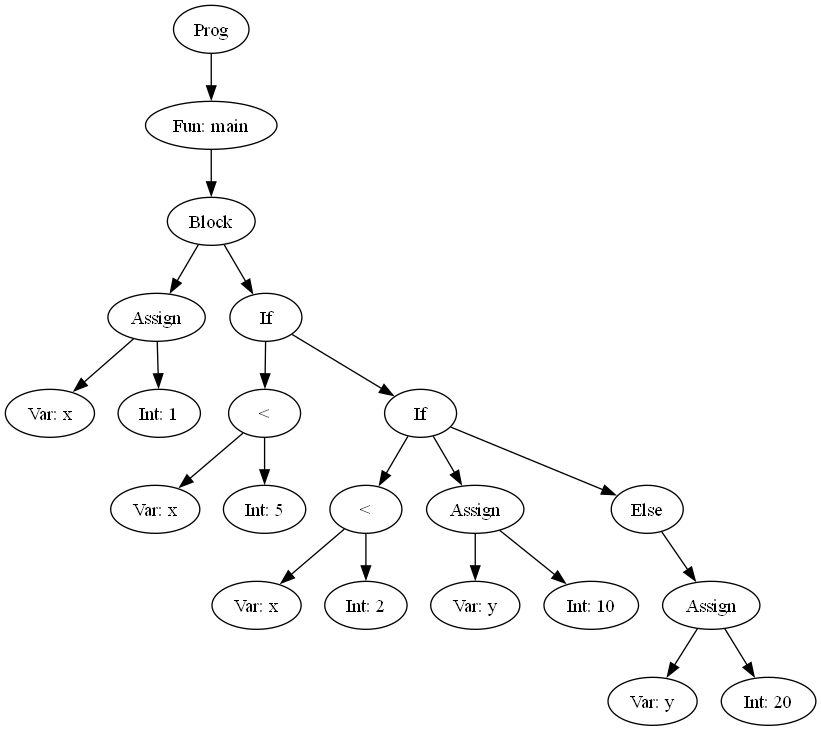 Prog
Fun: main
Block
Assign
If
Var: x
Int: 1
<
If
Var: x
Int: 5
<
Assign
Else
Var: x
Int: 2
Var: y
Int: 10
Assign
Var: y
Int: 20